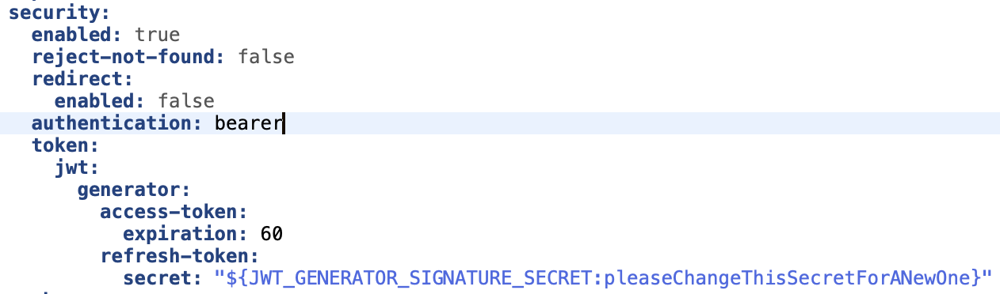 security:
  enabled: true
  reject-not-found: false
  redirect:
    enabled: false
  authentication: bearer
  token:
    jwt:
      generator:
        access-token:
          expiration: 60
        refresh-token:
          secret: "${JWT_GENERATOR_SIGNATURE_SECRET:pleaseChangeThisSecretForANewOne}"